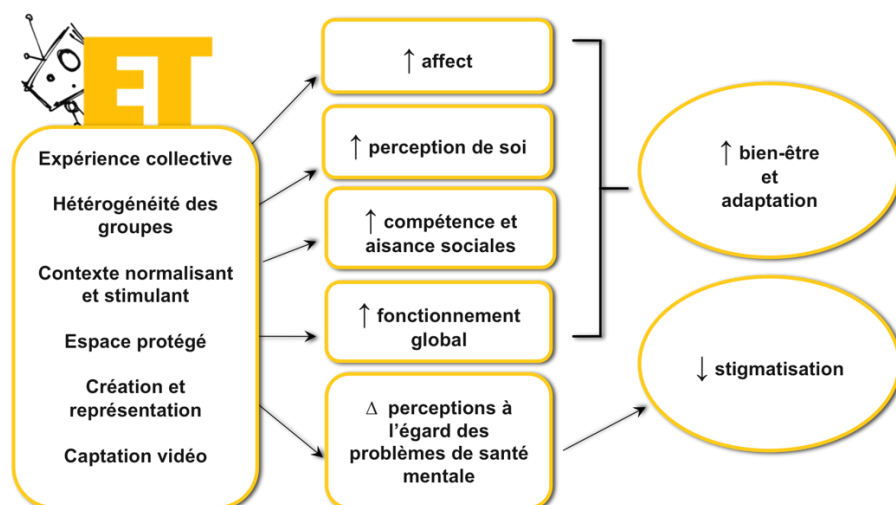 ET
Expérience collective
Hétérogénéité des
groupes
Contexte normalisant
et stimulant
Espace protégé
Création et
représentation
Captation vidéo
↑ affect
↑ perception de soi
↑ compétence et
aisance sociales
↑ fonctionnement
global
Δ perceptions à
l'égard des
problèmes de santé
mentale
↑ bien-être
et
adaptation
↓ stigmatisation